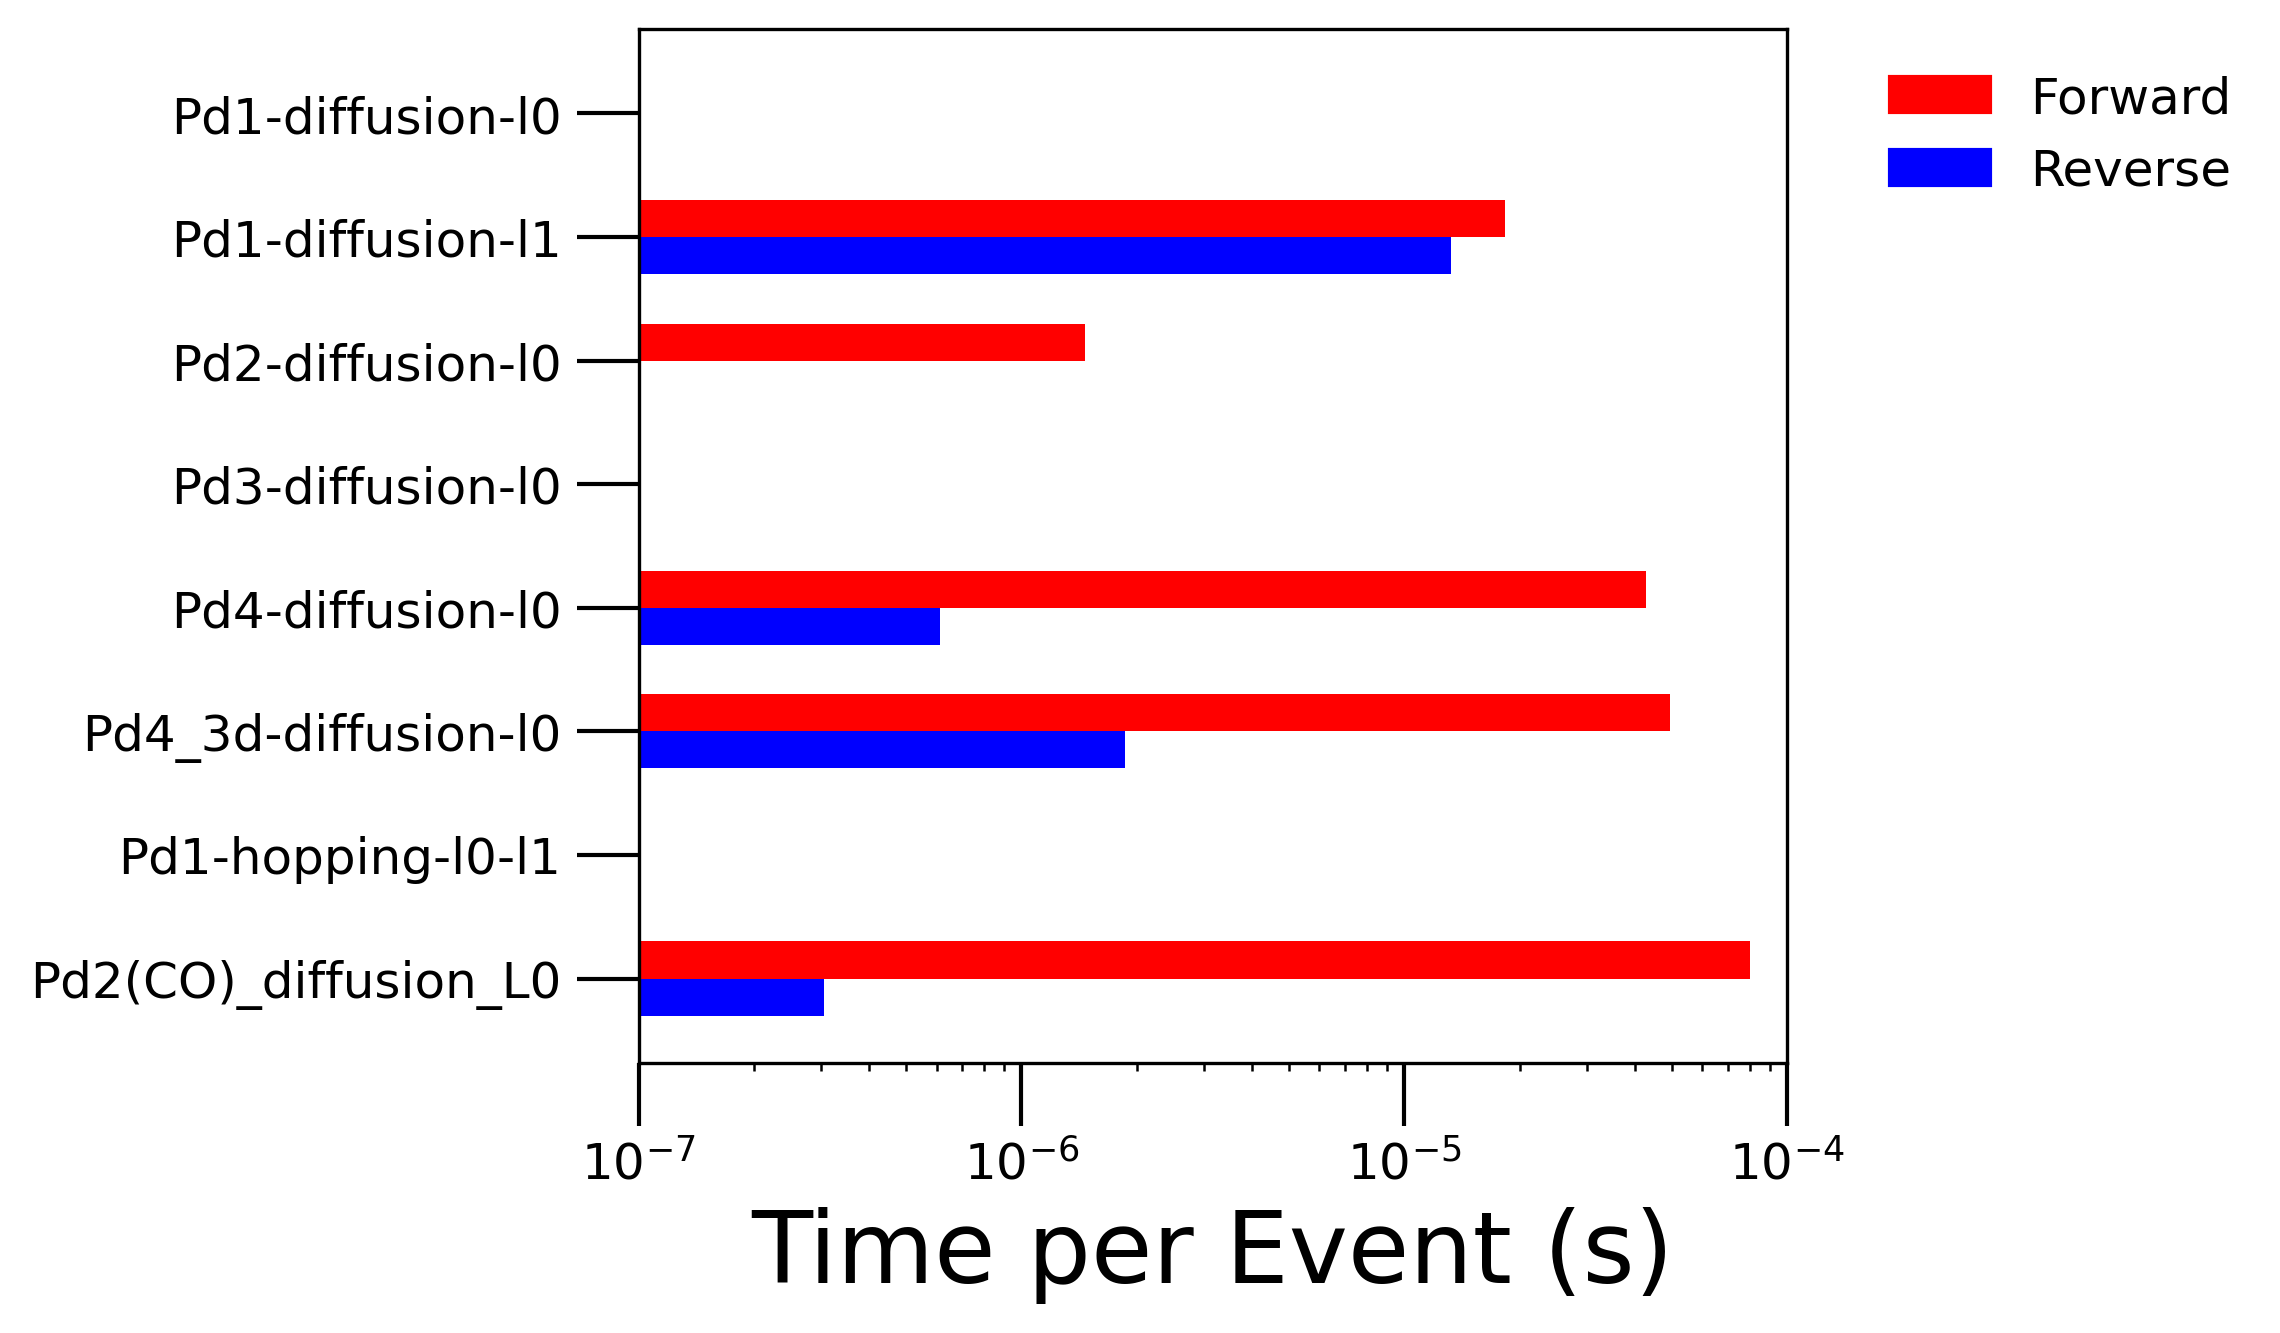 Pd1-diffusion-l0
Pd1-diffusion-l1
Pd2-diffusion-l0
Pd3-diffusion-l0
Pd4-diffusion-l0
Pd4_3d-diffusion-l0
Pd1-hopping-l0-l1
Pd2(CO)_diffusion_L0
10⁻⁷ 10⁻⁶ 10⁻⁵ 10⁻⁴
Time per Event (s)
Forward
Reverse